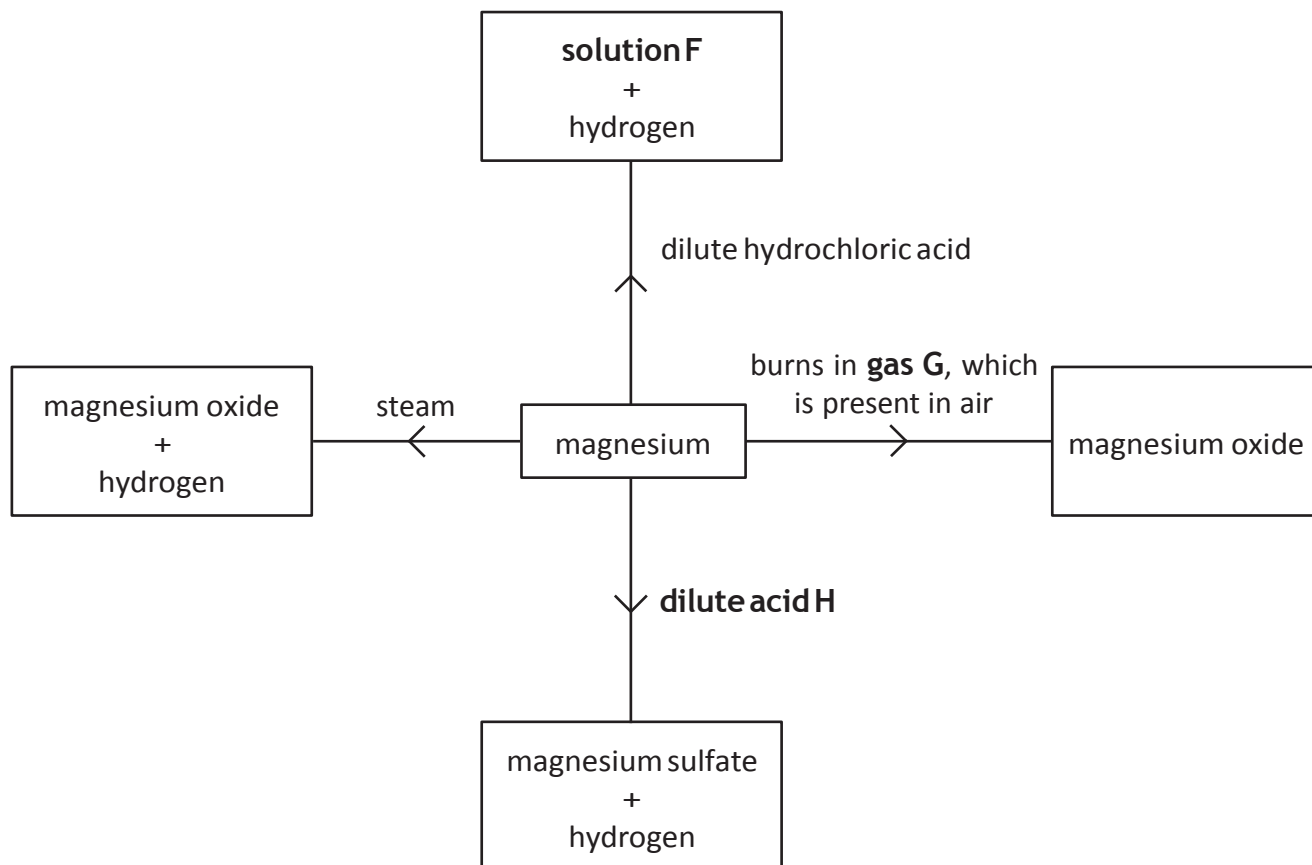 solution F
+
hydrogen
dilute hydrochloric acid
burns in gas G, which
is present in air
magnesium oxide
+
hydrogen
steam
magnesium
magnesium oxide
dilute acid H
magnesium sulfate
+
hydrogen